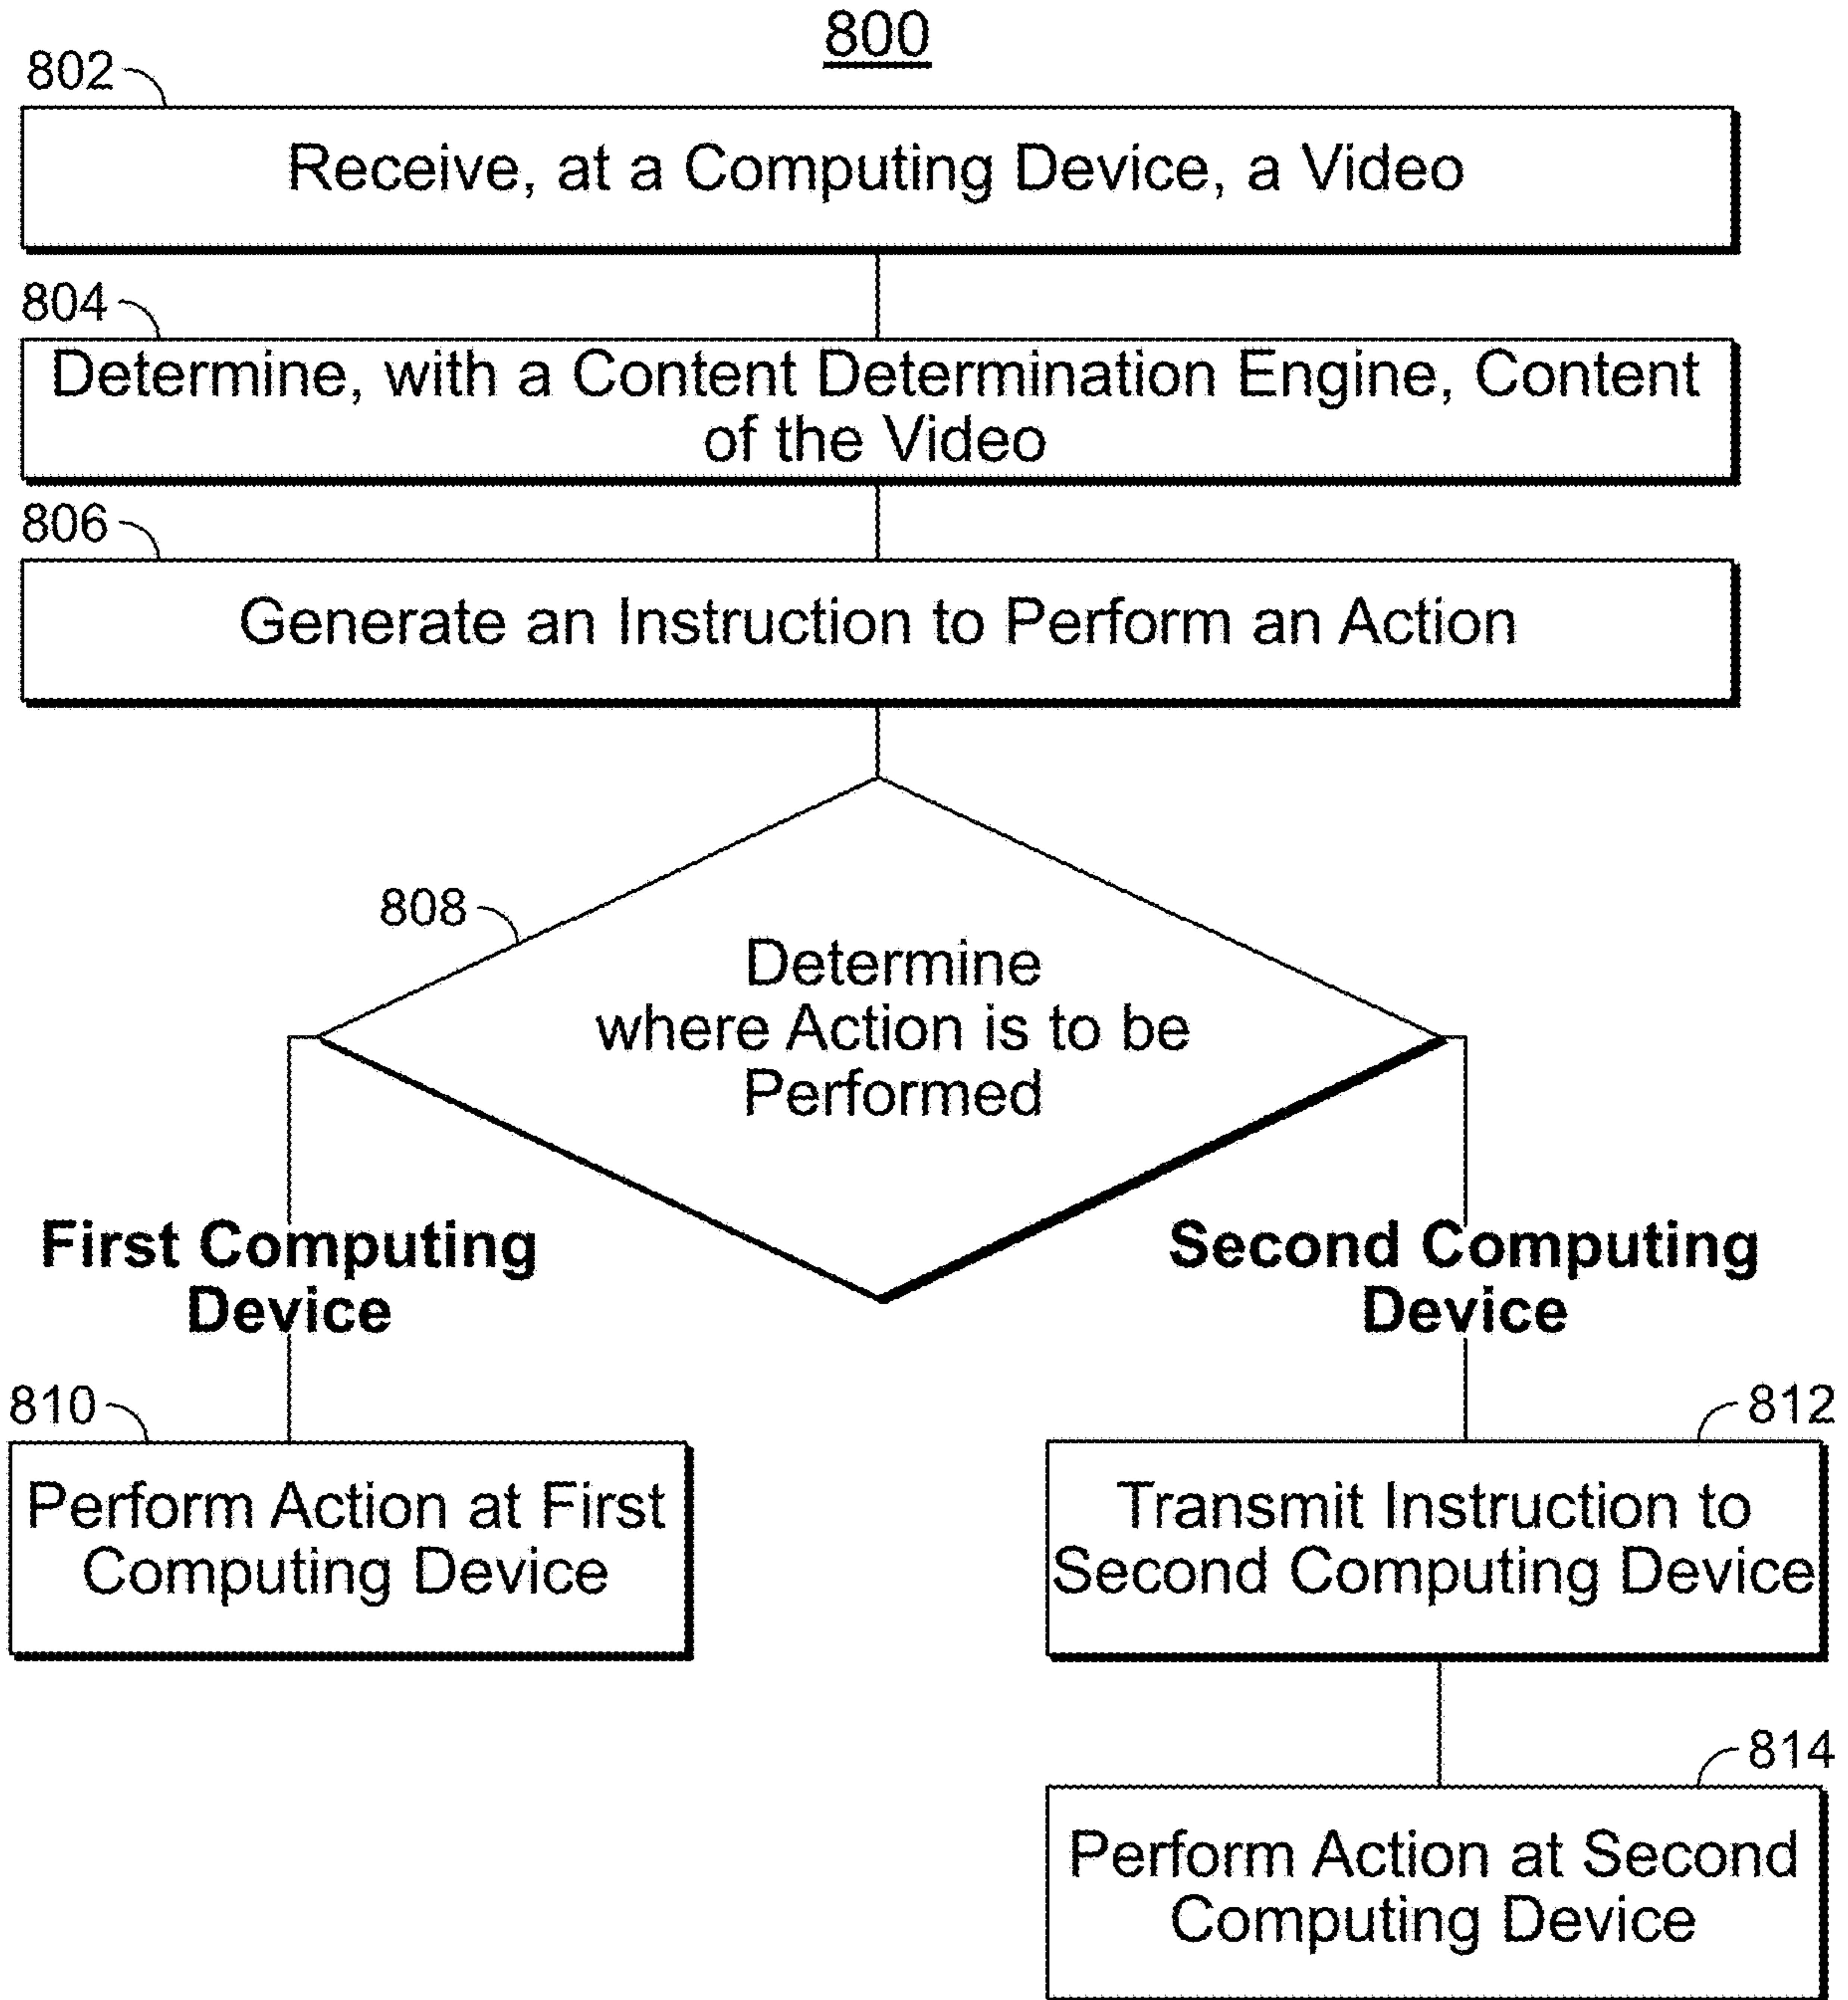 800
802
Receive, at a Computing Device, a Video
804
Determine, with a Content Determination Engine, Content
of the Video
806
Generate an Instruction to Perform an Action
808
Determine
where Action is to be
Performed
First Computing
Device
Second Computing
Device
810
Perform Action at First
Computing Device
812
Transmit Instruction to
Second Computing Device
814
Perform Action at Second
Computing Device